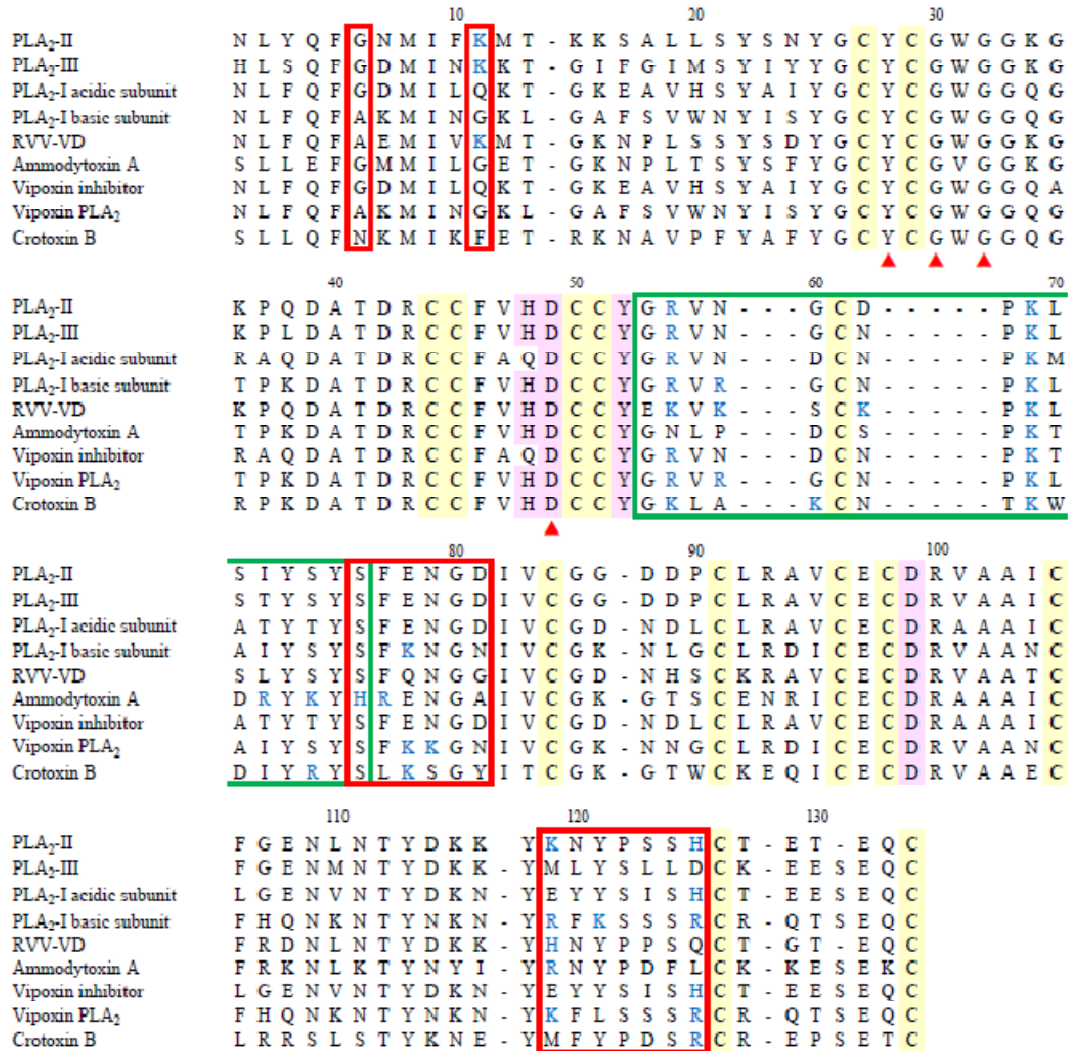 10 20 30
PLA₂-II N L Y Q F G N M I F K M T - K K S A L L S Y S N Y G C Y C G W G G K G
PLA₂-III H L S Q F G D M I N K K T - G I F G I M S Y I Y Y G C Y C G W G G K G
PLA₂-I acidic subunit N L F Q F G D M I L Q K T - G K E A V H S Y A I Y G C Y C G W G G Q G
PLA₂-I basic subunit N L F Q F A K M I N G K L - G A F S V W N Y I S Y G C Y C G W G G Q G
RVV-VD N L F Q F A E M I V K M T - G K N P L S S Y S D Y G C Y C G W G G K G
Ammodytoxin A S L L E F G M M I L G E T - G K N P L T S Y S F Y G C Y C G V G G K G
Vipoxin inhibitor N L F Q F G D M I L Q K T - G K E A V H S Y A I Y G C Y C G W G G Q A
Vipoxin PLA₂ N L F Q F A K M I N G K L - G A F S V W N Y I S Y G C Y C G W G G Q G
Crotoxin B S L L Q F N K M I K F E T - R K N A V P F Y A F Y G C Y C G W G G Q G
40 50 60 70
PLA₂-II K P Q D A T D R C C F V H D C C Y G R V N - - - G C D - - - - - P K L
PLA₂-III K P L D A T D R C C F V H D C C Y G R V N - - - G C N - - - - - P K L
PLA₂-I acidic subunit R A Q D A T D R C C F A Q D C C Y G R V N - - - D C N - - - - - P K M
PLA₂-I basic subunit T P K D A T D R C C F V H D C C Y G R V R - - - G C N - - - - - P K L
RVV-VD K P Q D A T D R C C F V H D C C Y E K V K - - - S C K - - - - - P K L
Ammodytoxin A T P K D A T D R C C F V H D C C Y G N L P - - - D C S - - - - - P K T
Vipoxin inhibitor R A Q D A T D R C C F A Q D C C Y G R V N - - - D C N - - - - - P K T
Vipoxin PLA₂ T P K D A T D R C C F V H D C C Y G R V R - - - G C N - - - - - P K L
Crotoxin B R P K D A T D R C C F V H D C C Y G K L A - - - K C N - - - - - T K W
80 90 100
PLA₂-II S I Y S Y S F E N G D I V C G G - D D P C L R A V C E C D R V A A I C
PLA₂-III S T Y S Y S F E N G D I V C G G - D D P C L R A V C E C D R V A A I C
PLA₂-I acidic subunit A T Y T Y S F E N G D I V C G D - N D L C L R A V C E C D R A A A I C
PLA₂-I basic subunit A I Y S Y S F K N G N I V C G K - N L G C L R D I C E C D R V A A N C
RVV-VD S L Y S Y S F Q N G G I V C G D - N H S C K R A V C E C D R V A A T C
Ammodytoxin A D R Y K Y H R E N G A I V C G K - G T S C E N R I C E C D R A A A I C
Vipoxin inhibitor A T Y T Y S F E N G D I V C G D - N D L C L R A V C E C D R A A A I C
Vipoxin PLA₂ A I Y S Y S F K K G N I V C G K - N N G C L R D I C E C D R V A A N C
Crotoxin B D I Y R Y S L K S G Y I T C G K - G T W C K E Q I C E C D R V A A E C
110 120 130
PLA₂-II F G E N L N T Y D K K Y K N Y P S S H C T - E T - E Q C
PLA₂-III F G E N M N T Y D K K - Y M L Y S L L D C K - E E S E Q C
PLA₂-I acidic subunit L G E N V N T Y D K N - Y E Y Y S I S H C T - E E S E Q C
PLA₂-I basic subunit F H Q N K N T Y N K N - Y R F K S S S R C R - Q T S E Q C
RVV-VD F R D N L N T Y D K K - Y H N Y P P S Q C T - G T - E Q C
Ammodytoxin A F R K N L K T Y N Y I - Y R N Y P D F L C K - K E S E K C
Vipoxin inhibitor L G E N V N T Y D K N - Y E Y Y S I S H C T - E E S E Q C
Vipoxin PLA₂ F H Q N K N T Y N K N - Y K F L S S S R C R - Q T S E Q C
Crotoxin B L R R S L S T Y K N E - Y M F Y P D S R C R - E P S E T C